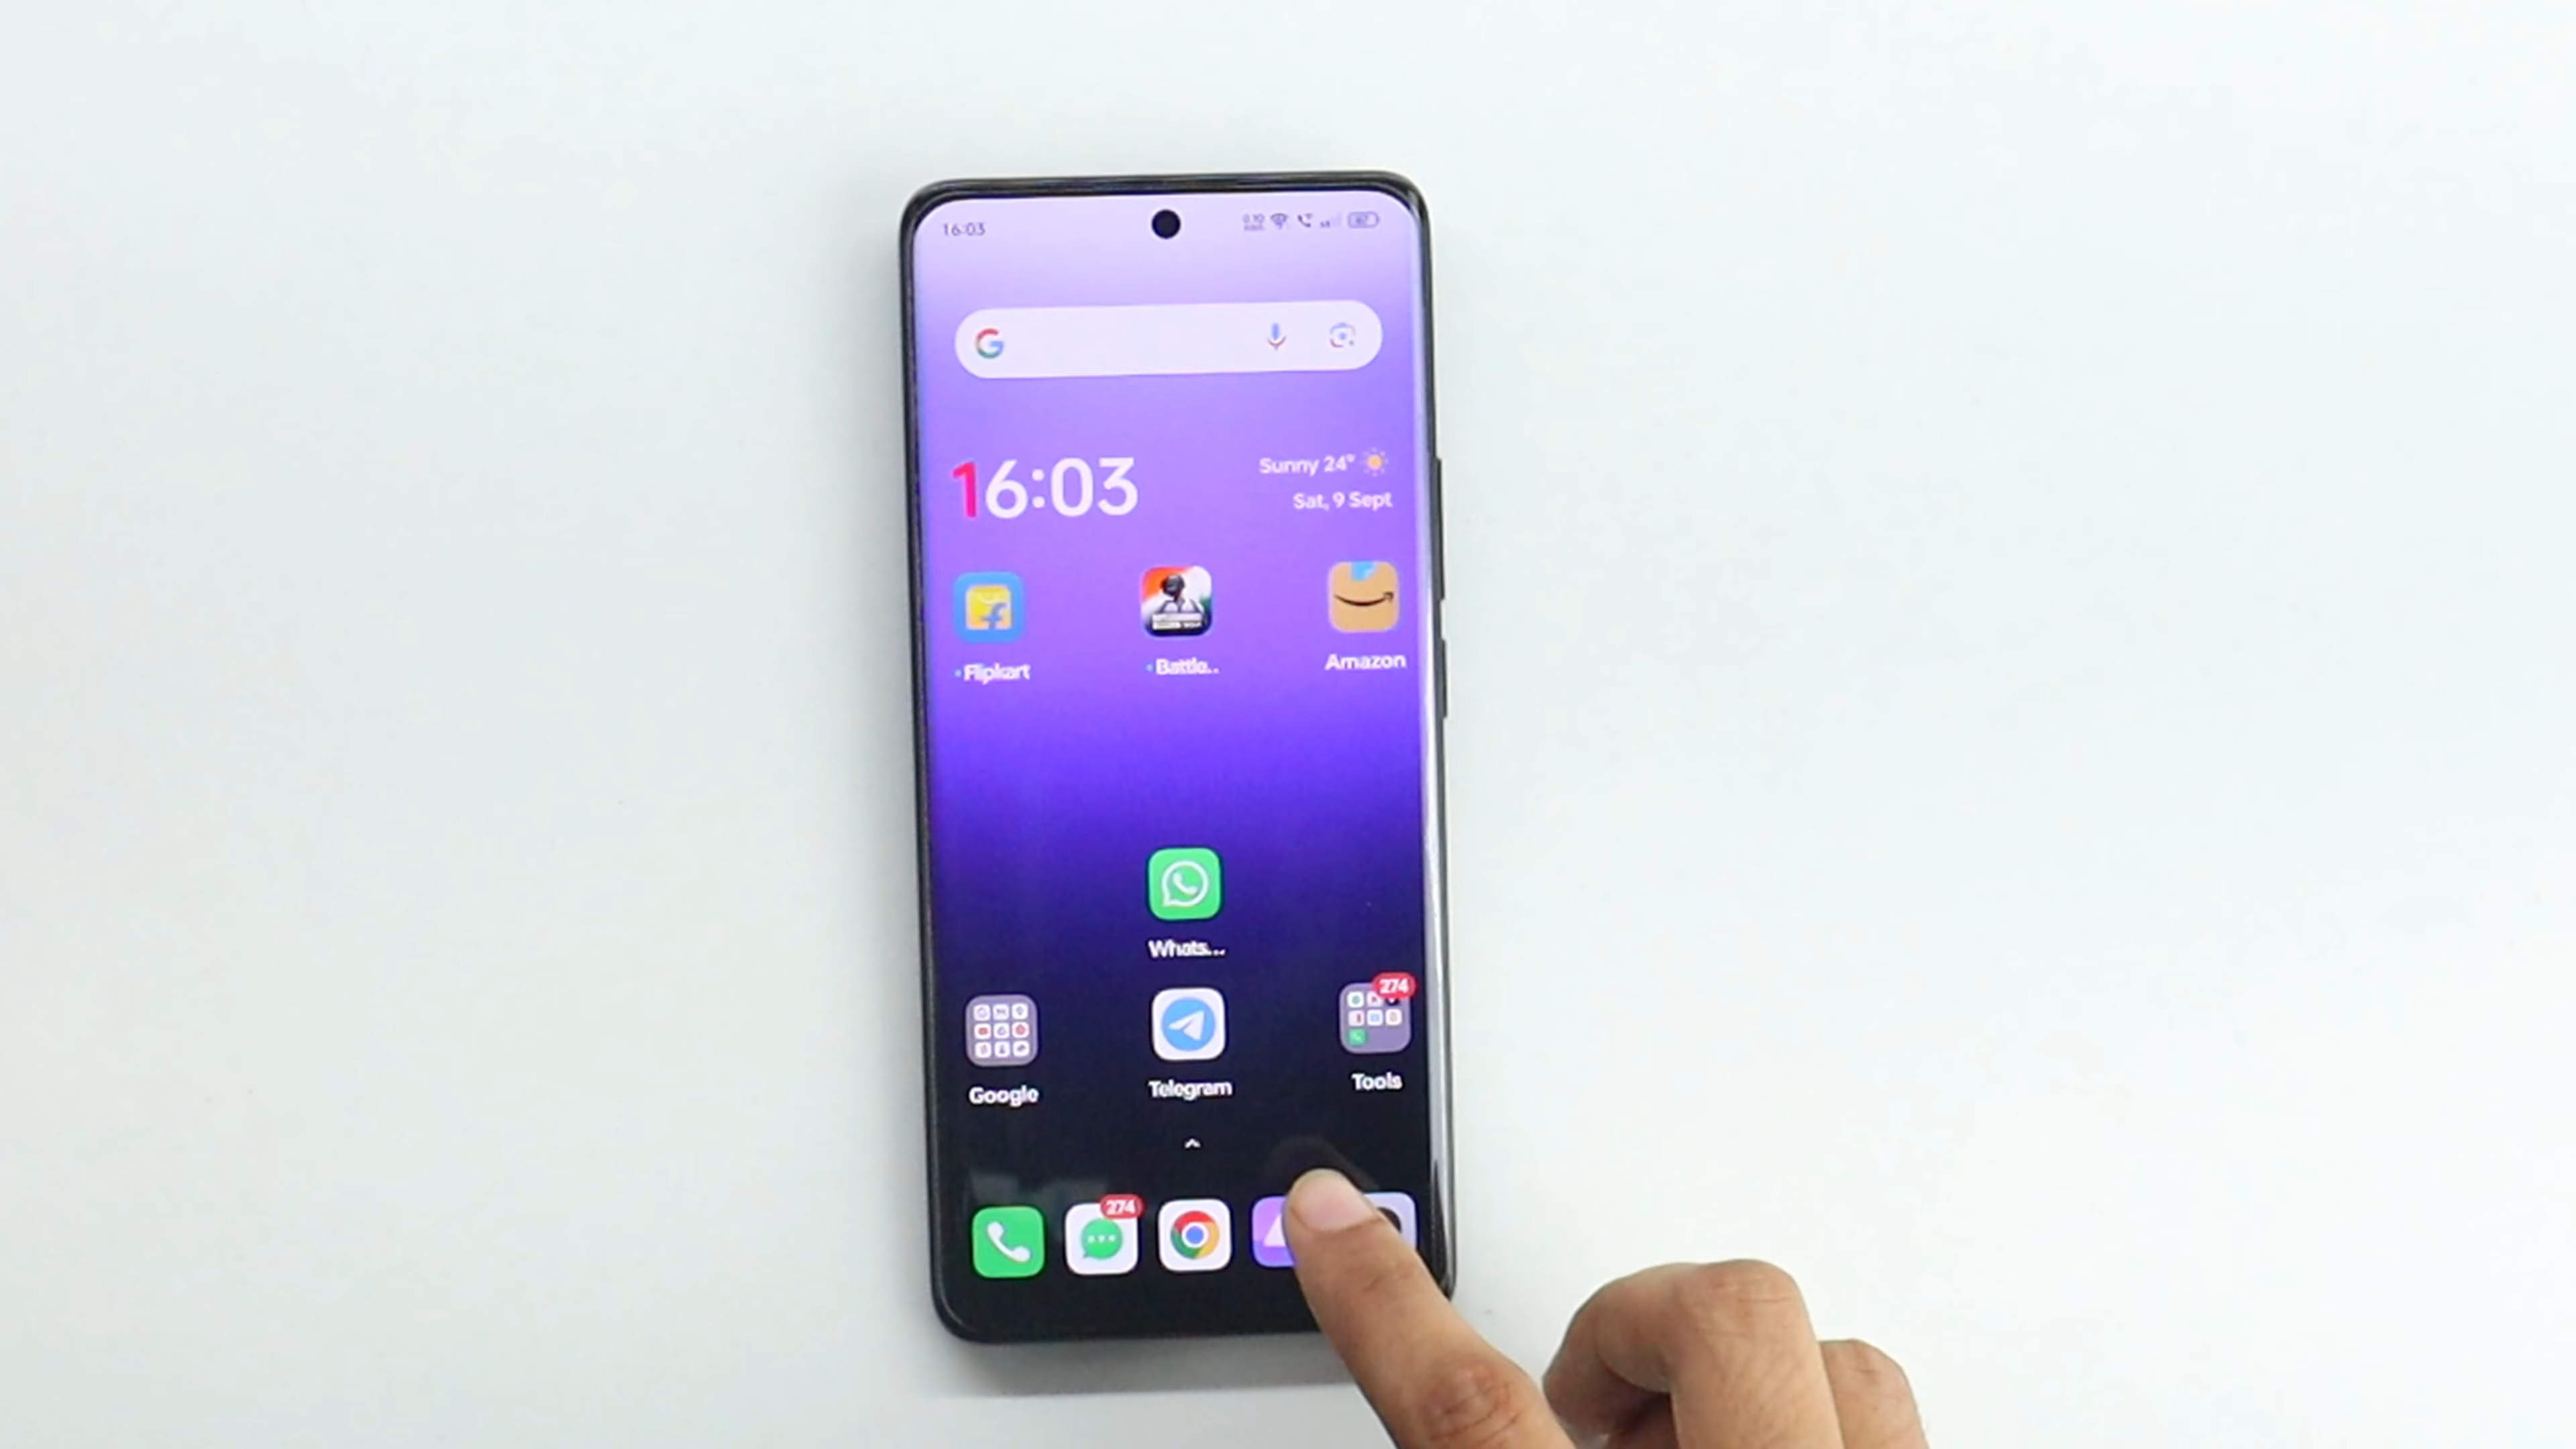 16:03
16:03
Sunny 24°
Sat, 9 Sept
Flipkart
Battle..
Amazon
Whats...
274
Google
Telegram
Tools
274